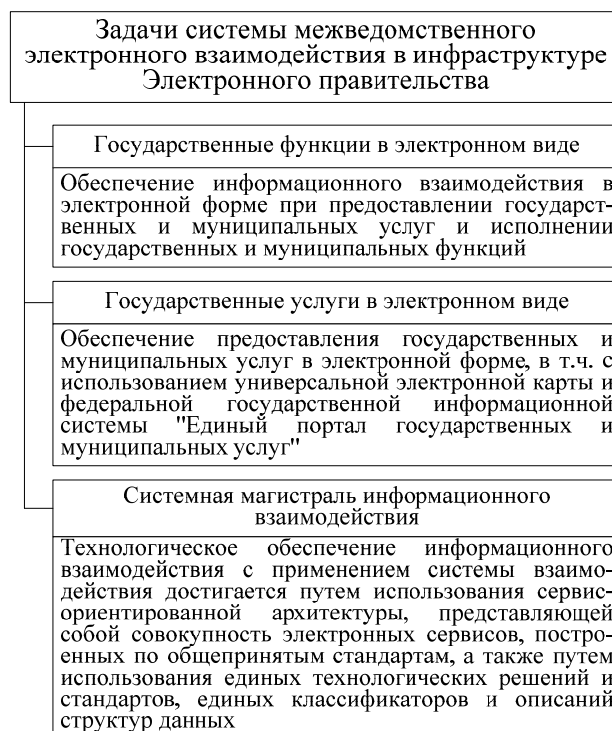 Задачи системы межведомственного
электронного взаимодействия в инфраструктуре
Электронного правительства
Государственные функции в электронном виде
Обеспечение информационного взаимодействия в
электронной форме при предоставлении государст-
венных и муниципальных услуг и исполнении
государственных и муниципальных функций
Государственные услуги в электронном виде
Обеспечение предоставления государственных и
муниципальных услуг в электронной форме, в т.ч. с
использованием универсальной электронной карты и
федеральной государственной информационной
системы "Единый портал государственных и
муниципальных услуг"
Системная магистраль информационного
взаимодействия
Технологическое обеспечение информационного
взаимодействия с применением системы взаимо-
действия достигается путем использования сервис-
ориентированной архитектуры, представляющей
собой совокупность электронных сервисов, постро-
енных по общепринятым стандартам, а также путем
использования единых технологических решений и
стандартов, единых классификаторов и описаний
структур данных